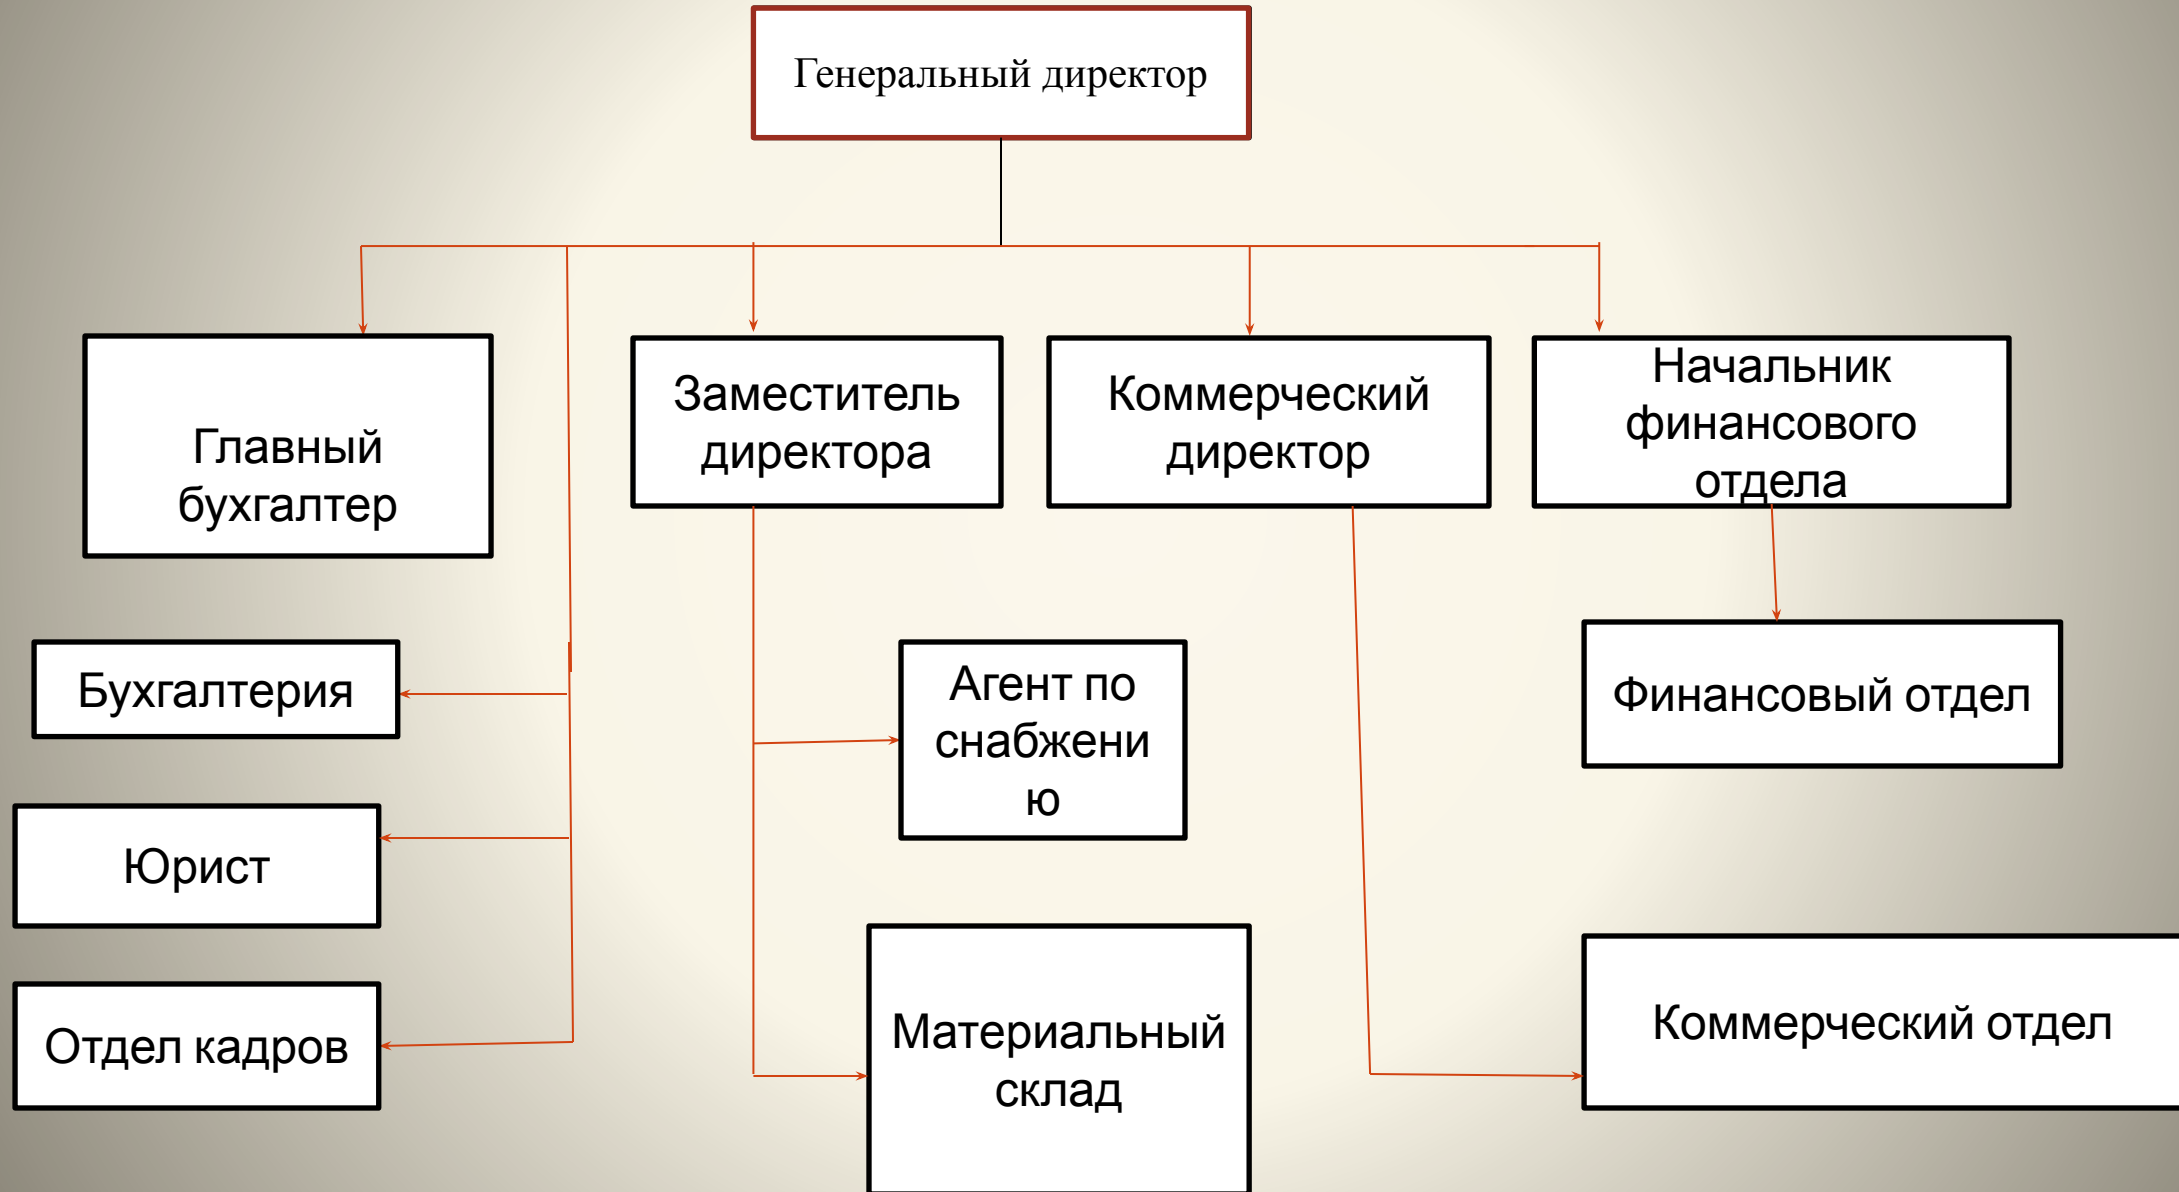 Генеральный директор
Главный
бухгалтер
Заместитель
директора
Коммерческий
директор
Начальник
финансового
отдела
Бухгалтерия
Агент по
снабжени
ю
Финансовый отдел
Юрист
Отдел кадров
Материальный
склад
Коммерческий отдел